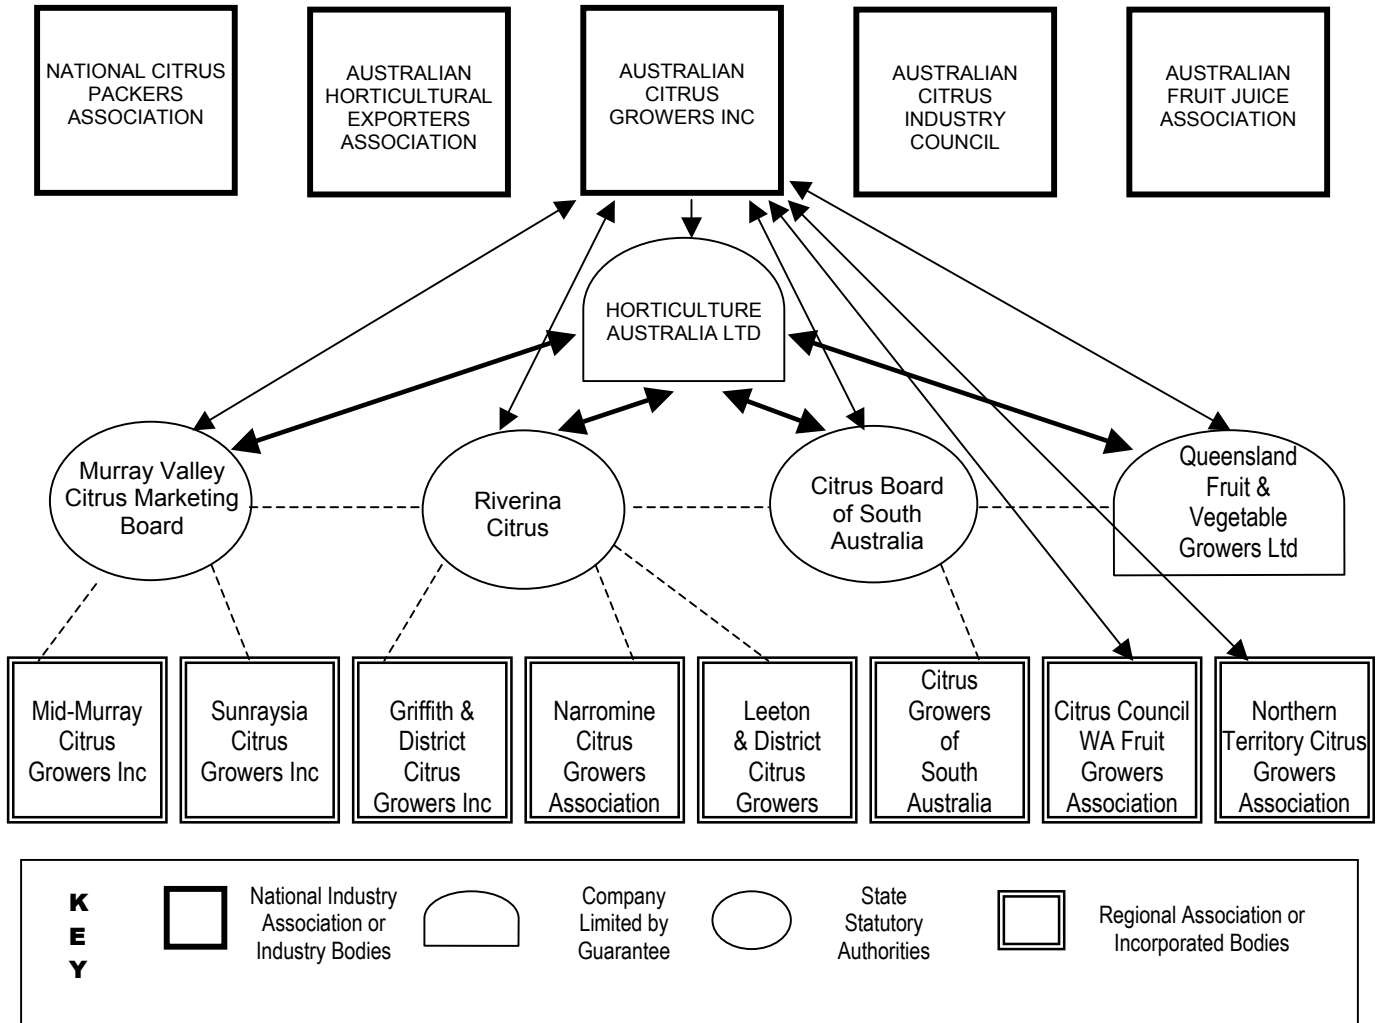 NATIONAL CITRUS
PACKERS
ASSOCIATION
AUSTRALIAN
HORTICULTURAL
EXPORTERS
ASSOCIATION
AUSTRALIAN
CITRUS
GROWERS INC
AUSTRALIAN
CITRUS
INDUSTRY
COUNCIL
AUSTRALIAN
FRUIT JUICE
ASSOCIATION
HORTICULTURE
AUSTRALIA LTD
Murray Valley
Citrus Marketing
Board
Riverina
Citrus
Citrus Board
of South
Australia
Queensland
Fruit &
Vegetable
Growers Ltd
Mid-Murray
Citrus
Growers Inc
Sunraysia
Citrus
Growers Inc
Griffith &
District
Citrus
Growers Inc
Narromine
Citrus
Growers
Association
Leeton
& District
Citrus
Growers
Citrus
Growers
of
South
Australia
Citrus Council
WA Fruit
Growers
Association
Northern
Territory Citrus
Growers
Association
K
E
Y
National Industry
Association or
Industry Bodies
Company
Limited by
Guarantee
State
Statutory
Authorities
Regional Association or
Incorporated Bodies